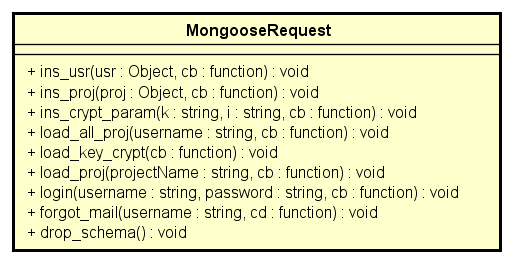 MongooseRequest
+ ins_usr(usr : Object, cb : function) : void
+ ins_proj(proj : Object, cb : function) : void
+ ins_crypt_param(k : string, i : string, cb : function) : void
+ load_all_proj(username : string, cb : function) : void
+ load_key_crypt(cb : function) : void
+ load_proj(projectName : string, cb : function) : void
+ login(username : string, password : string, cb : function) : void
+ forgot_mail(username : string, cd : function) : void
+ drop_schema() : void